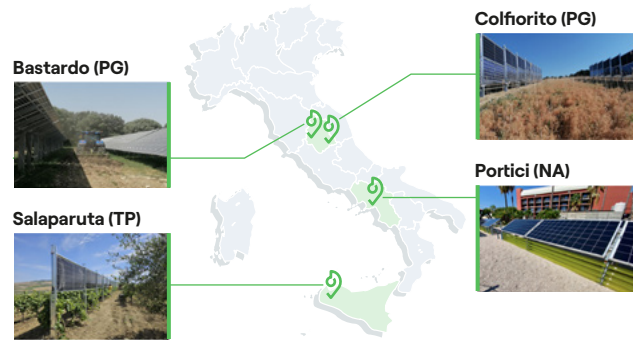 Colfiorito (PG)
Bastardo (PG)
Portici (NA)
Salaparuta (TP)